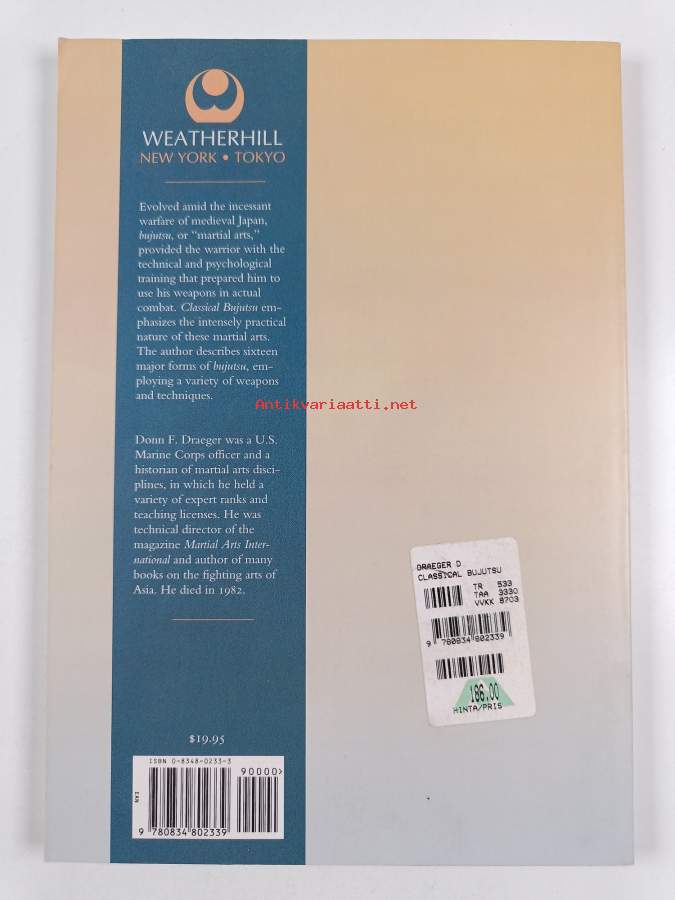 WEATHERHILL
NEW YORK • TOKYO
Evolved amid the incessant
warfare of medieval Japan,
bujutsu, or “martial arts,”
provided the warrior with the
technical and psychological
training that prepared him to
use his weapons in actual
combat. Classical Bujutsu em-
phasizes the intensely practical
nature of these martial arts.
The author describes sixteen
major forms of bujutsu, em-
ploying a variety of weapons
and techniques.
Antikvariaatti.net
Donn F. Draeger was a U.S.
Marine Corps officer and a
historian of martial arts disci-
plines, in which he held a
variety of expert ranks and
teaching licenses. He was
technical director of the
magazine Martial Arts Inter-
national and author of many
books on the fighting arts of
Asia. He died in 1982.
DRAEGER D
CLASSICAL BUJUTSU
TR 533
TAA 3330
VVKK 8703
9 780834 802339
186.00
HINTA/PRIS
$19.95
ISBN 0-8348-0233-3
90000>
EAN
9 780834 802339